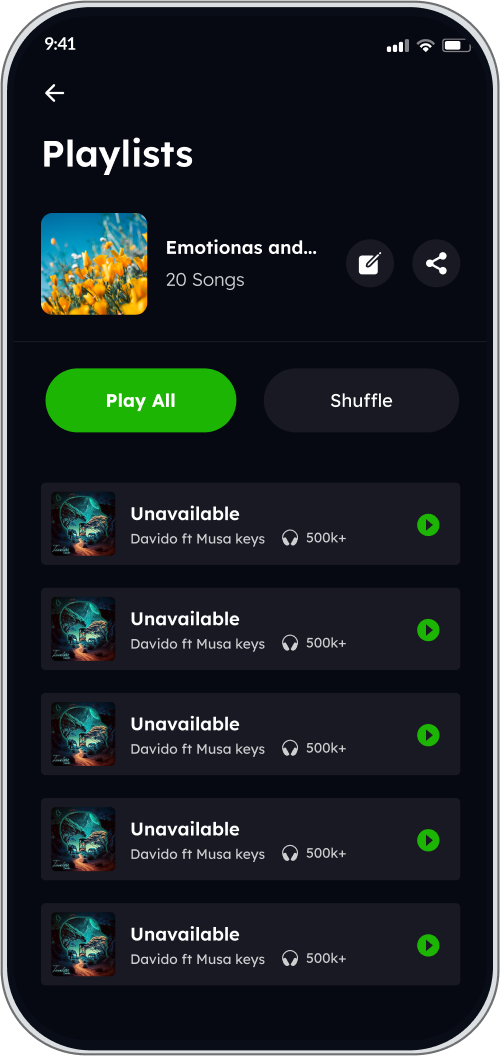 9:41
Playlists
Emotionas and...
20 Songs
Play All
Shuffle
Unavailable
Davido ft Musa keys 500k+
Unavailable
Davido ft Musa keys 500k+
Unavailable
Davido ft Musa keys 500k+
Unavailable
Davido ft Musa keys 500k+
Unavailable
Davido ft Musa keys 500k+